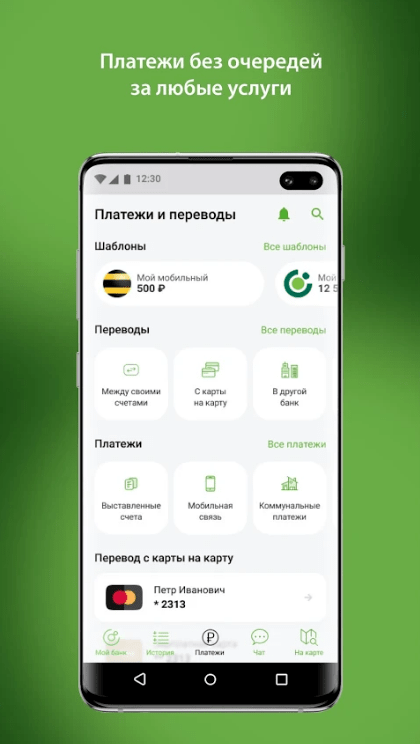 Платежи без очередей
за любые услуги
12:30
Платежи и переводы
Шаблоны
Все шаблоны
Мой мобильный
500 ₽
Мой
12 5
Переводы
Все переводы
Между своими
счетами
С карты
на карту
В другой
банк
Платежи
Все платежи
Выставленные
счета
Мобильная
связь
Коммунальные
платежи
Перевод с карты на карту
Петр Иванович
* 2313
* 2313
Мой банк
История
Платежи
Чат
На карте